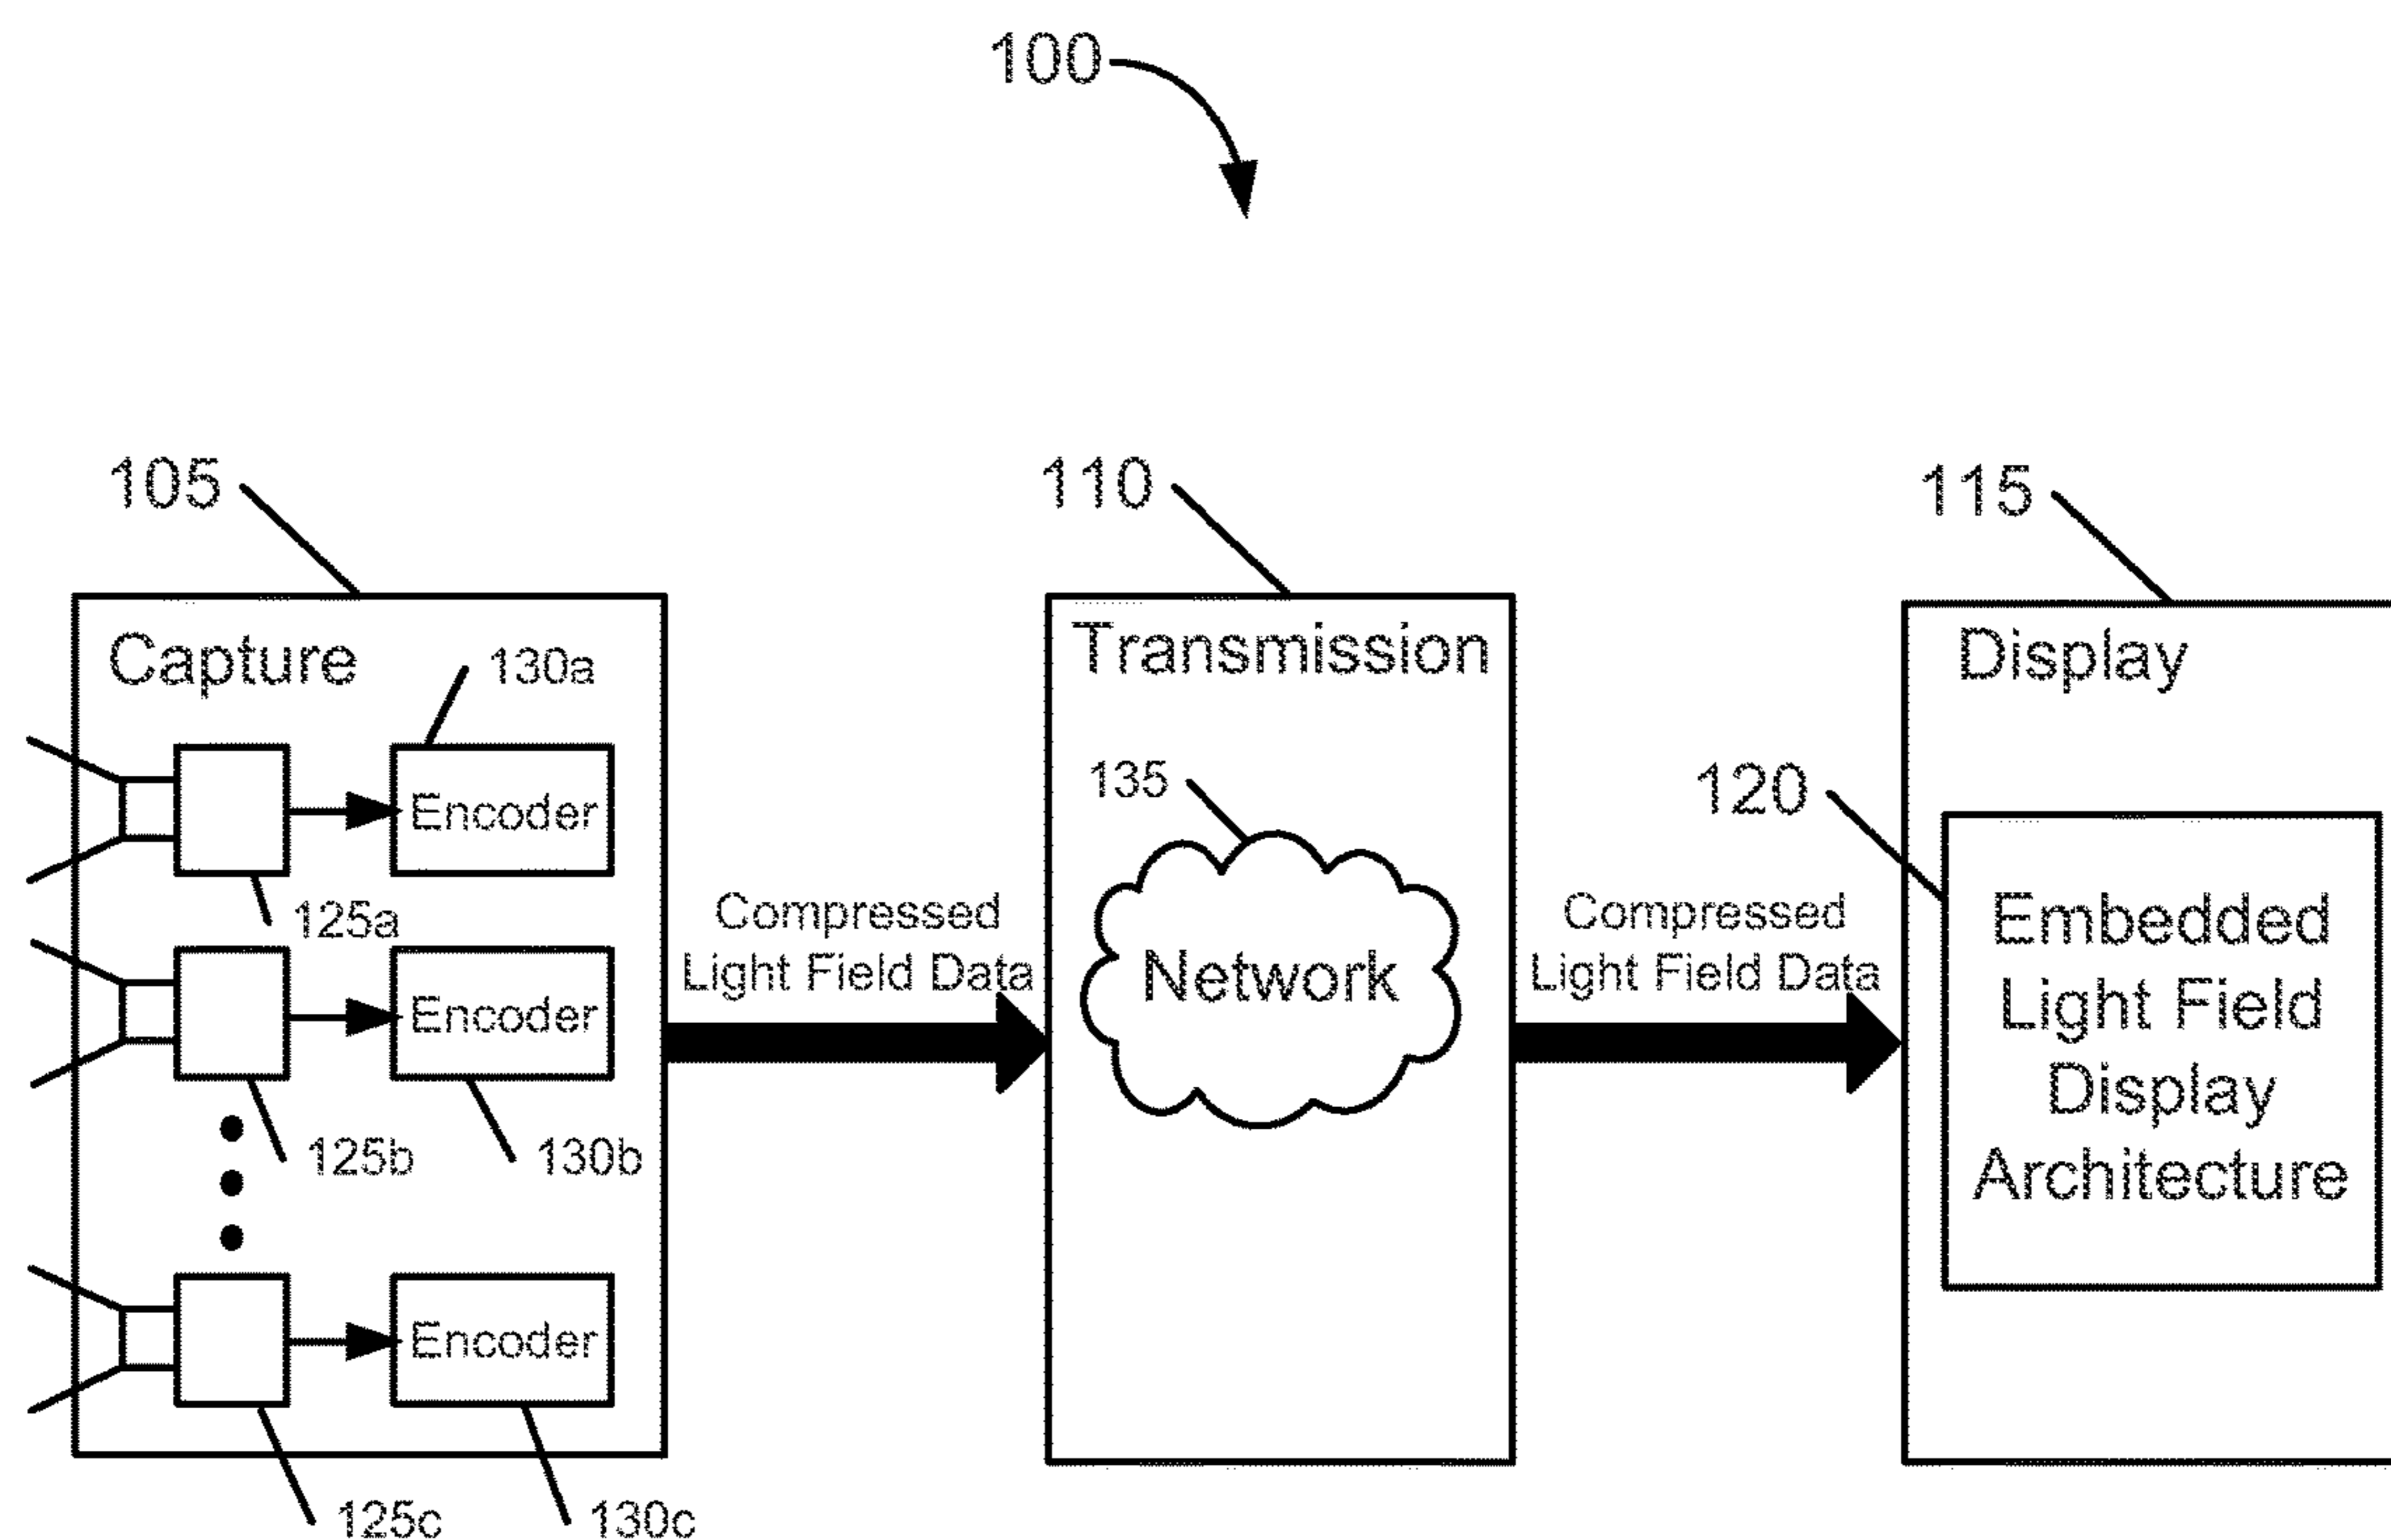 100
105
110
115
Capture
130a
Encoder
125a
Encoder
125b
130b
Encoder
125c
130c
Compressed
Light Field Data
Transmission
135
Network
Compressed
Light Field Data
Display
120
Embedded
Light Field
Display
Architecture